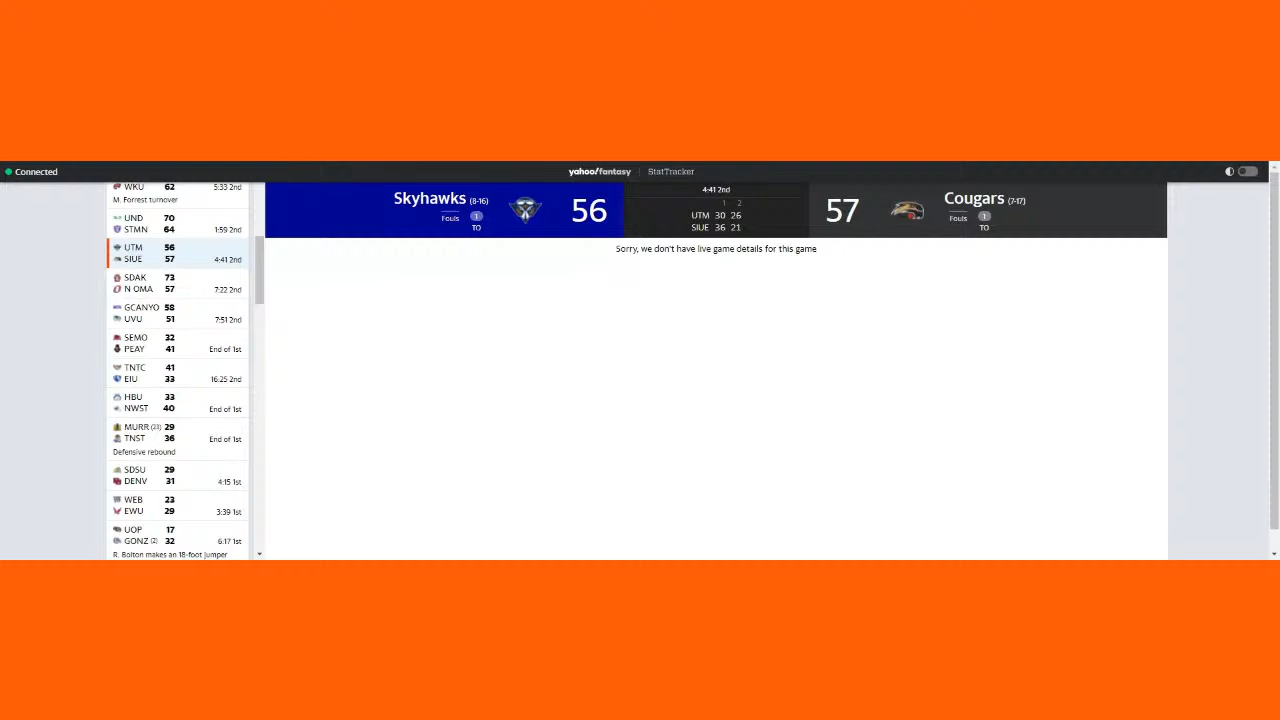 Connected
yahoo!fantasy StatTracker
WKU 62 5:33 2nd
M. Forrest turnover
UND 70
STMN 64 1:59 2nd
UTM 56
SIUE 57 4:41 2nd
SDAK 73
N OMA 57 7:22 2nd
GCANYO 58
UVU 51 7:51 2nd
SEMO 32
PEAY 41 End of 1st
TNTC 41
EIU 33 16:25 2nd
HBU 33
NWST 40 End of 1st
MURR (23) 29
TNST 36 End of 1st
Defensive rebound
SDSU 29
DENV 31 4:15 1st
WEB 23
EWU 29 3:39 1st
UOP 17
GONZ (2) 32 6:17 1st
R. Bolton makes an 18-foot jumper
Skyhawks (8-16) 56
Fouls 1
TO
4:41 2nd
1 2
UTM 30 26
SIUE 36 21
57 Cougars (7-17)
Fouls 1
TO
Sorry, we don't have live game details for this game